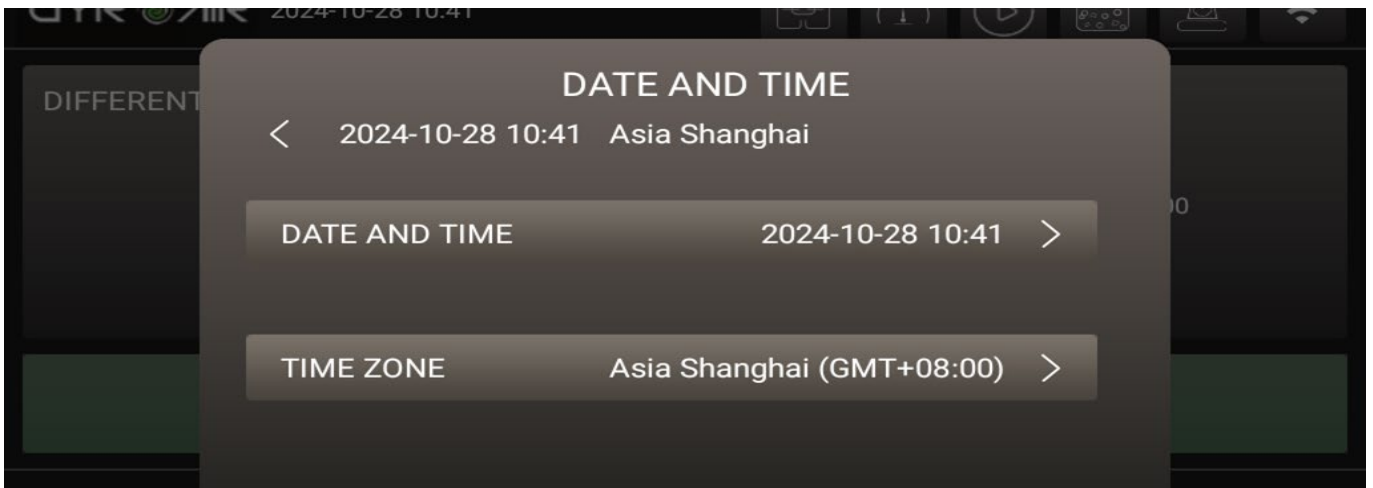 2024-10-28 10:41
DIFFERENT
DATE AND TIME
2024-10-28 10:41 Asia Shanghai
DATE AND TIME 2024-10-28 10:41
TIME ZONE Asia Shanghai (GMT+08:00)